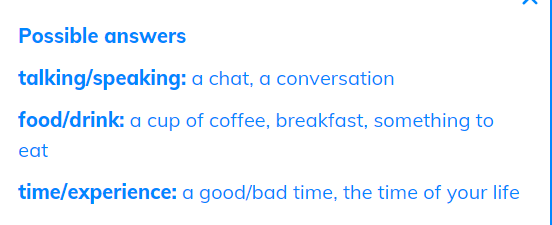 Possible answers
talking/speaking: a chat, a conversation
food/drink: a cup of coffee, breakfast, something to
eat
time/experience: a good/bad time, the time of your life